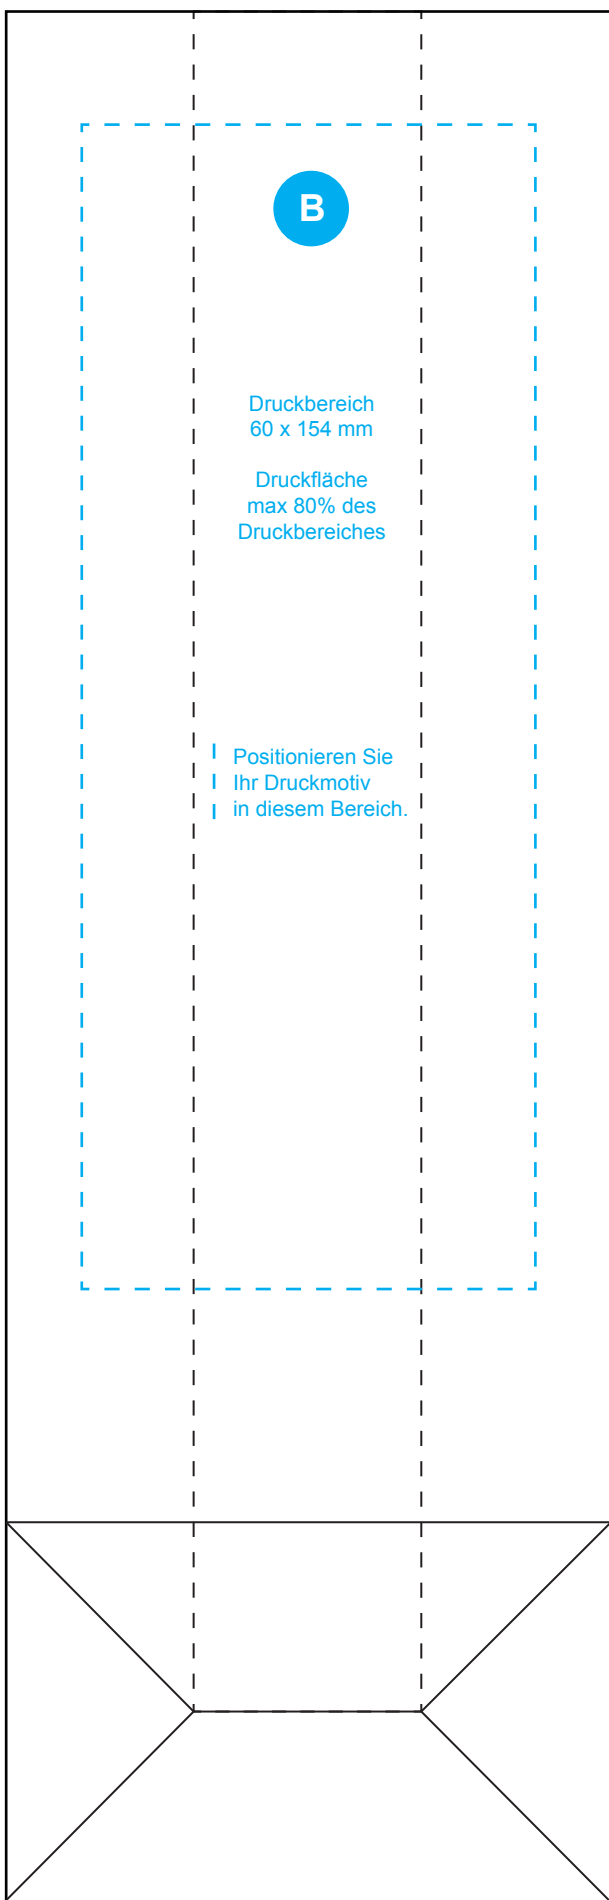 B
Druckbereich
60 x 154 mm
Druckfläche
max 80% des
Druckbereiches
Positionieren Sie
Ihr Druckmotiv
in diesem Bereich.